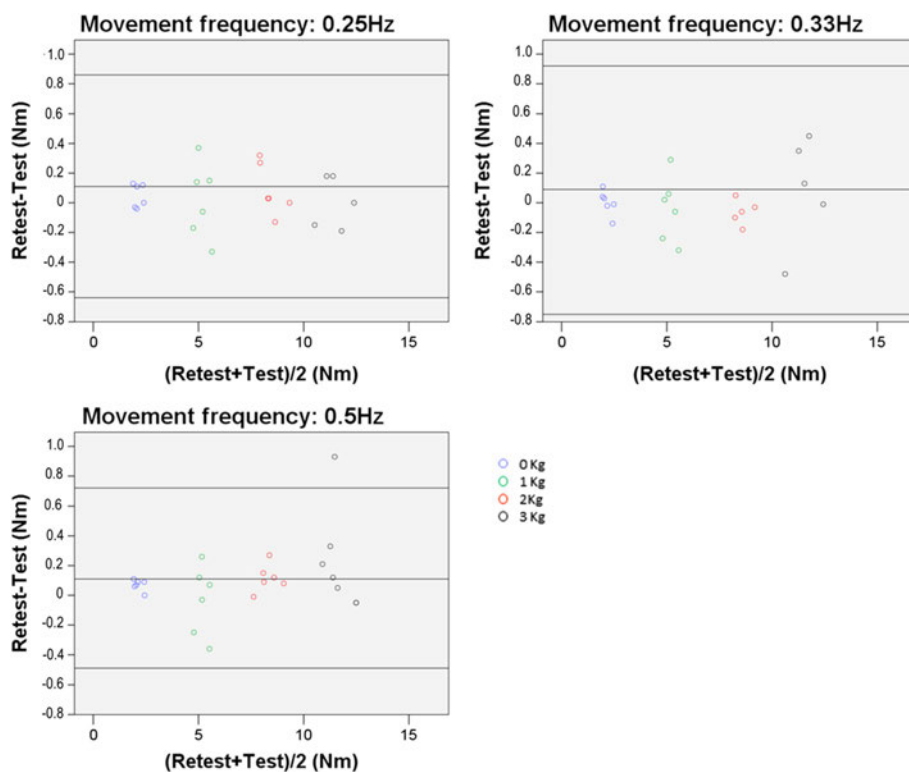 Movement frequency: 0.25Hz
1.0
0.8
0.6
0.4
0.2
0
-0.2
-0.4
-0.6
-0.8
Retest-Test (Nm)
0 5 10 15
(Retest+Test)/2 (Nm)
Movement frequency: 0.33Hz
1.0
0.8
0.6
0.4
0.2
0
-0.2
-0.4
-0.6
-0.8
Retest-Test (Nm)
0 5 10 15
(Retest+Test)/2 (Nm)
Movement frequency: 0.5Hz
1.0
0.8
0.6
0.4
0.2
0
-0.2
-0.4
-0.6
-0.8
Retest-Test (Nm)
0 5 10 15
(Retest+Test)/2 (Nm)
0 Kg
1 Kg
2Kg
3 Kg